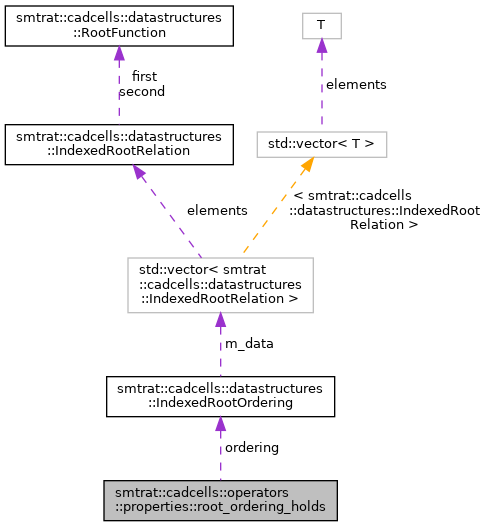 smtrat::cadcells::datastructures
::RootFunction
T
first
second
elements
smtrat::cadcells::datastructures
::IndexedRootRelation
std::vector< T >
elements
< smtrat::cadcells
::datastructures::IndexedRoot
Relation >
std::vector< smtrat
::cadcells::datastructures
::IndexedRootRelation >
m_data
smtrat::cadcells::datastructures
::IndexedRootOrdering
ordering
smtrat::cadcells::operators
::properties::root_ordering_holds